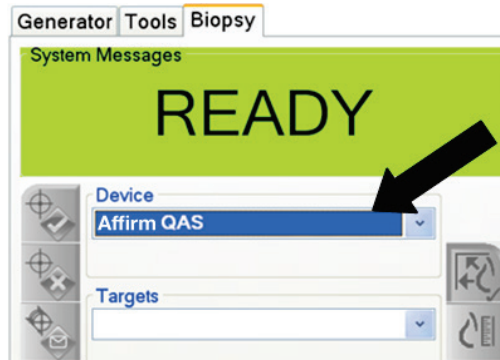 Generator Tools Biopsy
System Messages
READY
Device
Affirm QAS
Targets